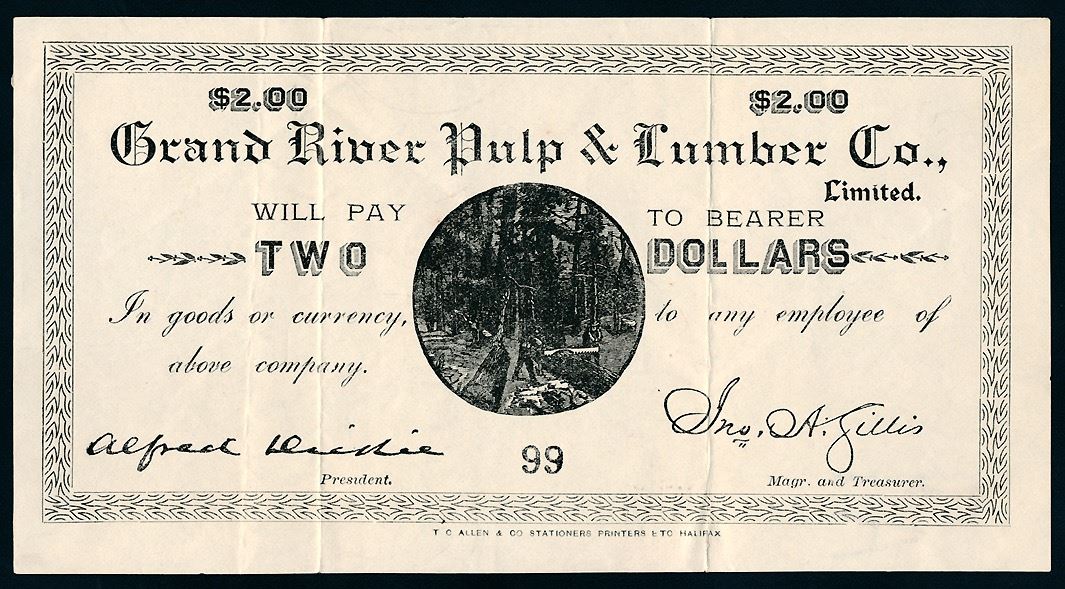 $2.00 $2.00
Grand River Pulp & Lumber Co.,
Limited.
WILL PAY TO BEARER
TWO DOLLARS
In goods or currency, to any employee of
above company.
Alfred Dickie
Jno. A. Gillis
99
President.
Magr. and Treasurer.
T C ALLEN & CO STATIONERS PRINTERS ETC HALIFAX